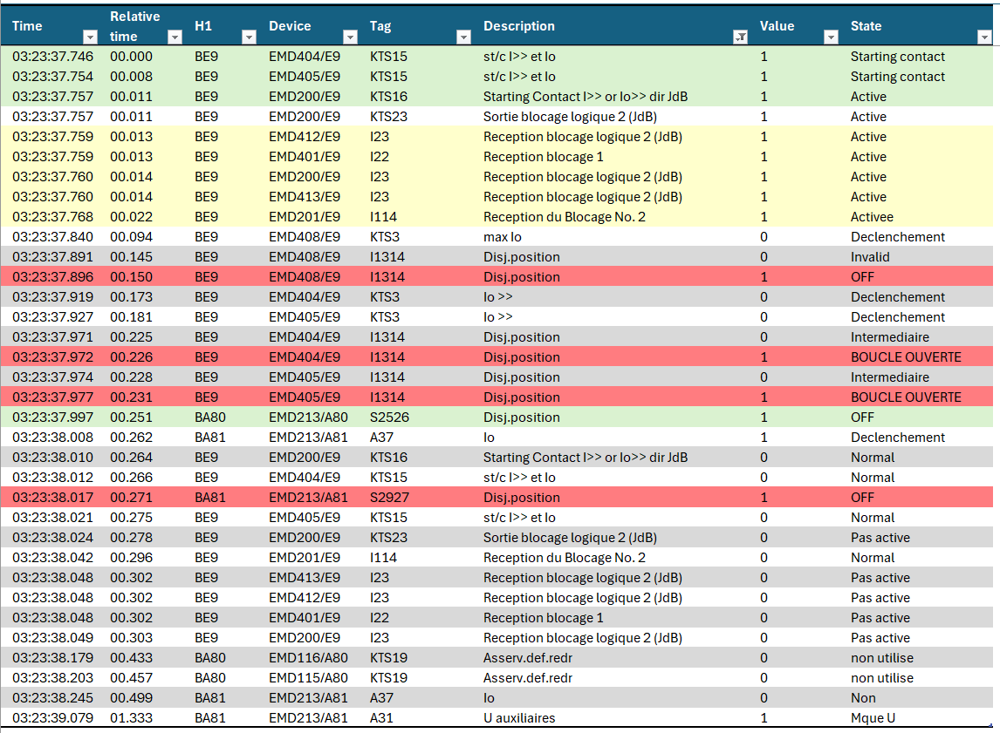 Time Relative time H1 Device Tag Description Value State
03:23:37.746 00.000 BE9 EMD404/E9 KTS15 st/c I>> et Io 1 Starting contact
03:23:37.754 00.008 BE9 EMD405/E9 KTS15 st/c I>> et Io 1 Starting contact
03:23:37.757 00.011 BE9 EMD200/E9 KTS16 Starting Contact I>> or Io>> dir JdB 1 Active
03:23:37.757 00.011 BE9 EMD200/E9 KTS23 Sortie blocage logique 2 (JdB) 1 Active
03:23:37.759 00.013 BE9 EMD412/E9 I23 Reception blocage logique 2 (JdB) 1 Active
03:23:37.759 00.013 BE9 EMD401/E9 I22 Reception blocage 1 1 Active
03:23:37.760 00.014 BE9 EMD200/E9 I23 Reception blocage logique 2 (JdB) 1 Active
03:23:37.760 00.014 BE9 EMD413/E9 I23 Reception blocage logique 2 (JdB) 1 Active
03:23:37.768 00.022 BE9 EMD201/E9 I114 Reception du Blocage No. 2 1 Activee
03:23:37.840 00.094 BE9 EMD408/E9 KTS3 max Io 0 Declenchement
03:23:37.891 00.145 BE9 EMD408/E9 I1314 Disj.position 0 Invalid
03:23:37.896 00.150 BE9 EMD408/E9 I1314 Disj.position 1 OFF
03:23:37.919 00.173 BE9 EMD404/E9 KTS3 Io >> 0 Declenchement
03:23:37.927 00.181 BE9 EMD405/E9 KTS3 Io >> 0 Declenchement
03:23:37.971 00.225 BE9 EMD404/E9 I1314 Disj.position 0 Intermediaire
03:23:37.972 00.226 BE9 EMD404/E9 I1314 Disj.position 1 BOUCLE OUVERTE
03:23:37.974 00.228 BE9 EMD405/E9 I1314 Disj.position 0 Intermediaire
03:23:37.977 00.231 BE9 EMD405/E9 I1314 Disj.position 1 BOUCLE OUVERTE
03:23:37.997 00.251 BA80 EMD213/A80 S2526 Disj.position 1 OFF
03:23:38.008 00.262 BA81 EMD213/A81 A37 Io 1 Declenchement
03:23:38.010 00.264 BE9 EMD200/E9 KTS16 Starting Contact I>> or Io>> dir JdB 0 Normal
03:23:38.012 00.266 BE9 EMD404/E9 KTS15 st/c I>> et Io 0 Normal
03:23:38.017 00.271 BA81 EMD213/A81 S2927 Disj.position 1 OFF
03:23:38.021 00.275 BE9 EMD405/E9 KTS15 st/c I>> et Io 0 Normal
03:23:38.024 00.278 BE9 EMD200/E9 KTS23 Sortie blocage logique 2 (JdB) 0 Pas active
03:23:38.042 00.296 BE9 EMD201/E9 I114 Reception du Blocage No. 2 0 Normal
03:23:38.048 00.302 BE9 EMD413/E9 I23 Reception blocage logique 2 (JdB) 0 Pas active
03:23:38.048 00.302 BE9 EMD412/E9 I23 Reception blocage logique 2 (JdB) 0 Pas active
03:23:38.048 00.302 BE9 EMD401/E9 I22 Reception blocage 1 0 Pas active
03:23:38.049 00.303 BE9 EMD200/E9 I23 Reception blocage logique 2 (JdB) 0 Pas active
03:23:38.179 00.433 BA80 EMD116/A80 KTS19 Asserv.def.redr 0 non utilise
03:23:38.203 00.457 BA80 EMD115/A80 KTS19 Asserv.def.redr 0 non utilise
03:23:38.245 00.499 BA81 EMD213/A81 A37 Io 0 Non
03:23:39.079 01.333 BA81 EMD213/A81 A31 U auxiliaires 1 Mque U